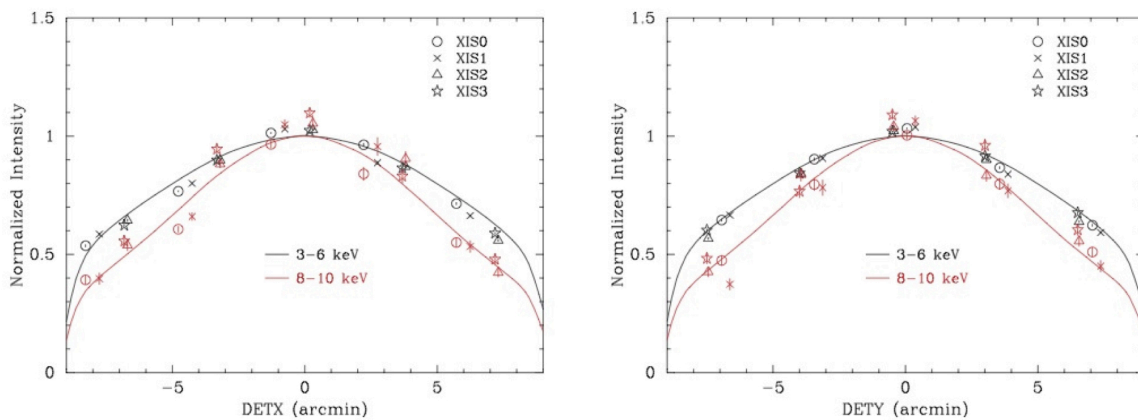 1.5
XIS0
XIS1
XIS2
XIS3
1
0.5
0
Normalized Intensity
3−6 keV
8−10 keV
−5
0
5
DETX (arcmin)
1.5
XIS0
XIS1
XIS2
XIS3
1
0.5
0
Normalized Intensity
3−6 keV
8−10 keV
−5
0
5
DETY (arcmin)